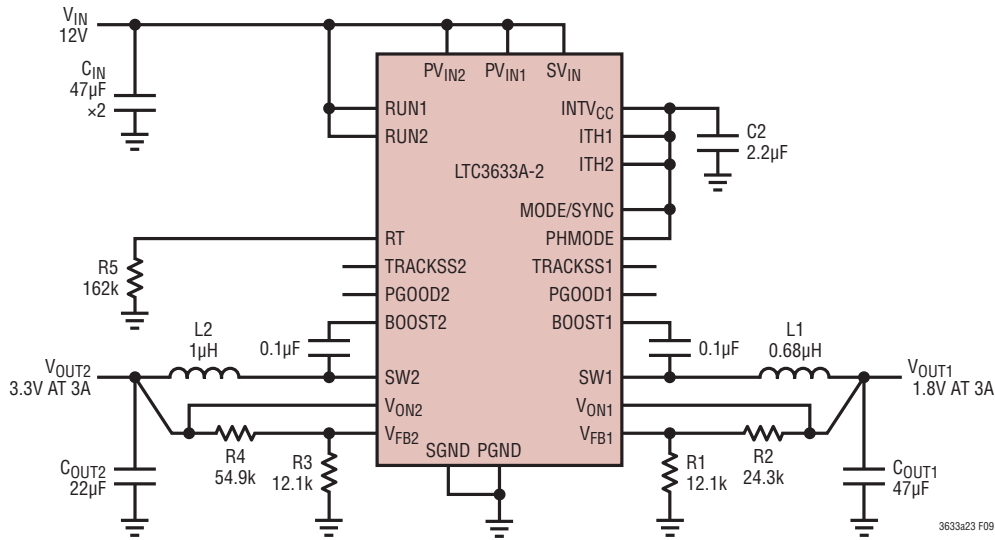 VIN
12V
CIN
47µF
×2
PVIN2 PVIN1 SVIN
RUN1
RUN2
INTVCC
ITH1
ITH2
C2
2.2µF
LTC3633A-2
MODE/SYNC
RT
PHMODE
R5
162k
TRACKSS2
TRACKSS1
PGOOD2
PGOOD1
BOOST2
BOOST1
L2
1µH
0.1µF
0.1µF
L1
0.68µH
VOUT2
3.3V AT 3A
SW2
SW1
VOUT1
1.8V AT 3A
VON2
VON1
VFB2
VFB1
SGND PGND
COUT2
22µF
R4
54.9k
R3
12.1k
R1
12.1k
R2
24.3k
COUT1
47µF
3633a23 F09